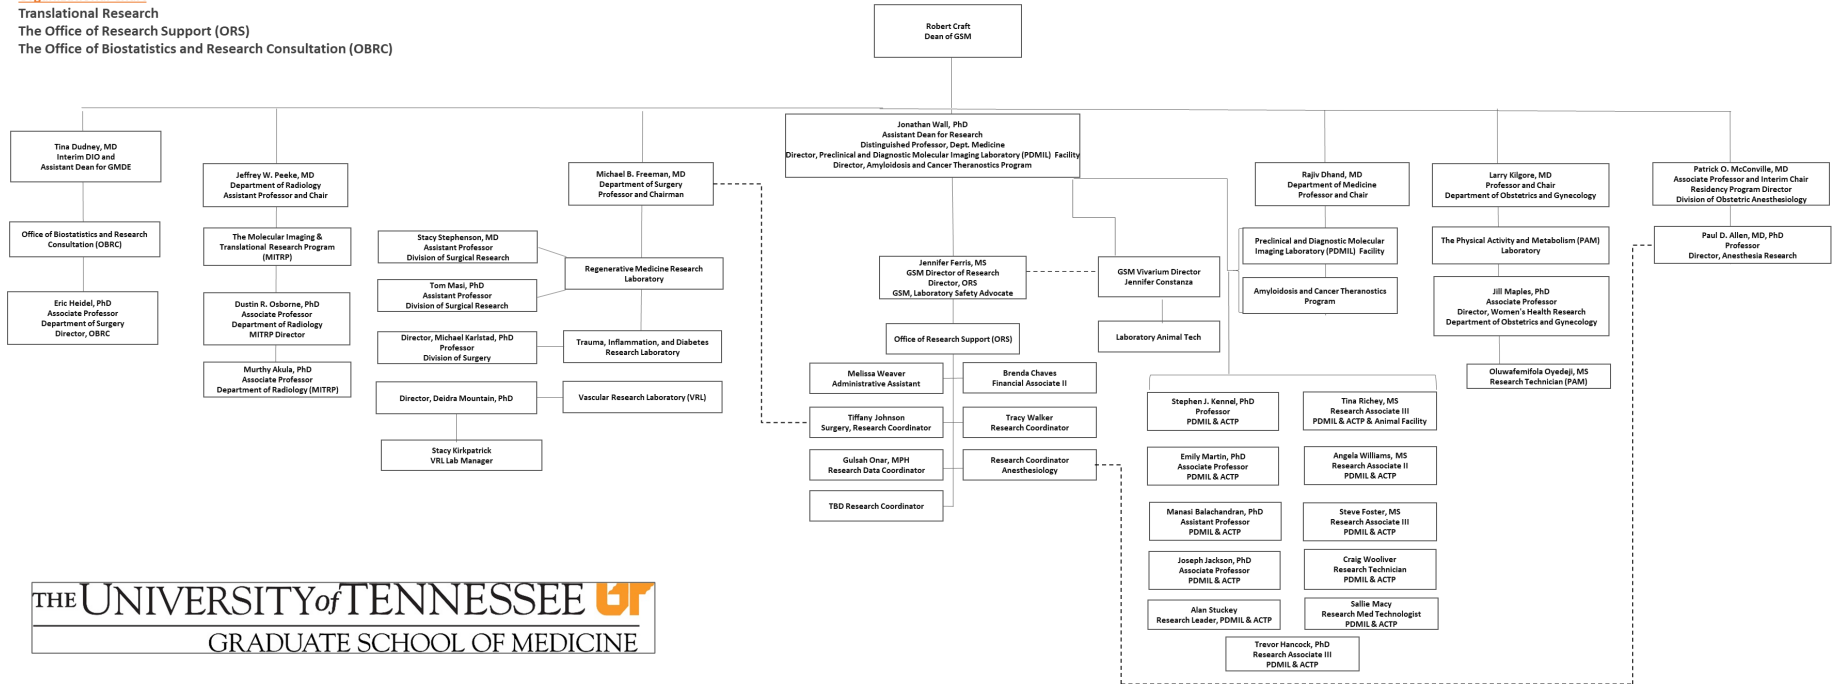 Translational Research
The Office of Research Support (ORS)
The Office of Biostatistics and Research Consultation (OBRC)
Robert Craft
Dean of GSM
Tina Dudney, MD
Interim DIO and
Assistant Dean for GMDE
Office of Biostatistics and Research
Consultation (OBRC)
Eric Heidel, PhD
Associate Professor
Department of Surgery
Director, OBRC
Jeffrey W. Peeke, MD
Department of Radiology
Assistant Professor and Chair
The Molecular Imaging &
Translational Research Program
(MITRP)
Dustin R. Osborne, PhD
Associate Professor
Department of Radiology
MITRP Director
Murthy Akula, PhD
Associate Professor
Department of Radiology (MITRP)
Michael B. Freeman, MD
Department of Surgery
Professor and Chairman
Stacy Stephenson, MD
Assistant Professor
Division of Surgical Research
Tom Masi, PhD
Assistant Professor
Division of Surgical Research
Regenerative Medicine Research
Laboratory
Director, Michael Karlstad, PhD
Professor
Division of Surgery
Trauma, Inflammation, and Diabetes
Research Laboratory
Director, Deidra Mountain, PhD
Vascular Research Laboratory (VRL)
Stacy Kirkpatrick
VRL Lab Manager
Jonathan Wall, PhD
Assistant Dean for Research
Distinguished Professor, Dept. Medicine
Director, Preclinical and Diagnostic Molecular Imaging Laboratory (PDMIL) Facility
Director, Amyloidosis and Cancer Theranostics Program
Jennifer Ferris, MS
GSM Director of Research
Director, ORS
GSM, Laboratory Safety Advocate
GSM Vivarium Director
Jennifer Constanza
Laboratory Animal Tech
Office of Research Support (ORS)
Melissa Weaver
Administrative Assistant
Brenda Chaves
Financial Associate II
Tiffany Johnson
Surgery, Research Coordinator
Tracy Walker
Research Coordinator
Gulsah Onar, MPH
Research Data Coordinator
Research Coordinator
Anesthesiology
TBD Research Coordinator
Rajiv Dhand, MD
Department of Medicine
Professor and Chair
Preclinical and Diagnostic Molecular
Imaging Laboratory (PDMIL) Facility
Amyloidosis and Cancer Theranostics
Program
Stephen J. Kennel, PhD
Professor
PDMIL & ACTP
Tina Richey, MS
Research Associate III
PDMIL & ACTP & Animal Facility
Emily Martin, PhD
Associate Professor
PDMIL & ACTP
Angela Williams, MS
Research Associate II
PDMIL & ACTP
Manasi Balachandran, PhD
Assistant Professor
PDMIL & ACTP
Steve Foster, MS
Research Associate III
PDMIL & ACTP
Joseph Jackson, PhD
Associate Professor
PDMIL & ACTP
Craig Wooliver
Research Technician
PDMIL & ACTP
Alan Stuckey
Research Leader, PDMIL & ACTP
Sallie Macy
Research Med Technologist
PDMIL & ACTP
Trevor Hancock, PhD
Research Associate III
PDMIL & ACTP
Larry Kilgore, MD
Professor and Chair
Department of Obstetrics and Gynecology
The Physical Activity and Metabolism (PAM)
Laboratory
Jill Maples, PhD
Associate Professor
Director, Women's Health Research
Department of Obstetrics and Gynecology
Oluwafemifola Oyedeji, MS
Research Technician (PAM)
Patrick O. McConville, MD
Associate Professor and Interim Chair
Residency Program Director
Division of Obstetric Anesthesiology
Paul D. Allen, MD, PhD
Professor
Director, Anesthesia Research
THE UNIVERSITY of TENNESSEE UT
GRADUATE SCHOOL OF MEDICINE